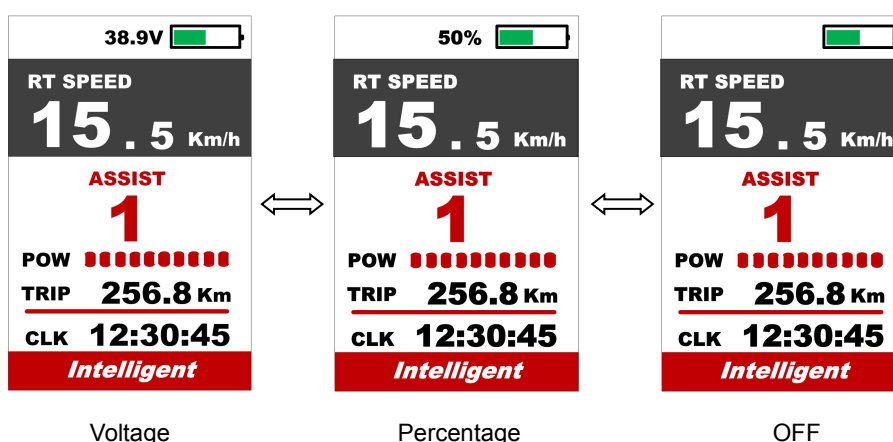 38.9V
RT SPEED
15.5 Km/h
ASSIST
1
POW
TRIP 256.8 Km
CLK 12:30:45
Intelligent
Voltage
50%
RT SPEED
15.5 Km/h
ASSIST
1
POW
TRIP 256.8 Km
CLK 12:30:45
Intelligent
Percentage
RT SPEED
15.5 Km/h
ASSIST
1
POW
TRIP 256.8 Km
CLK 12:30:45
Intelligent
OFF